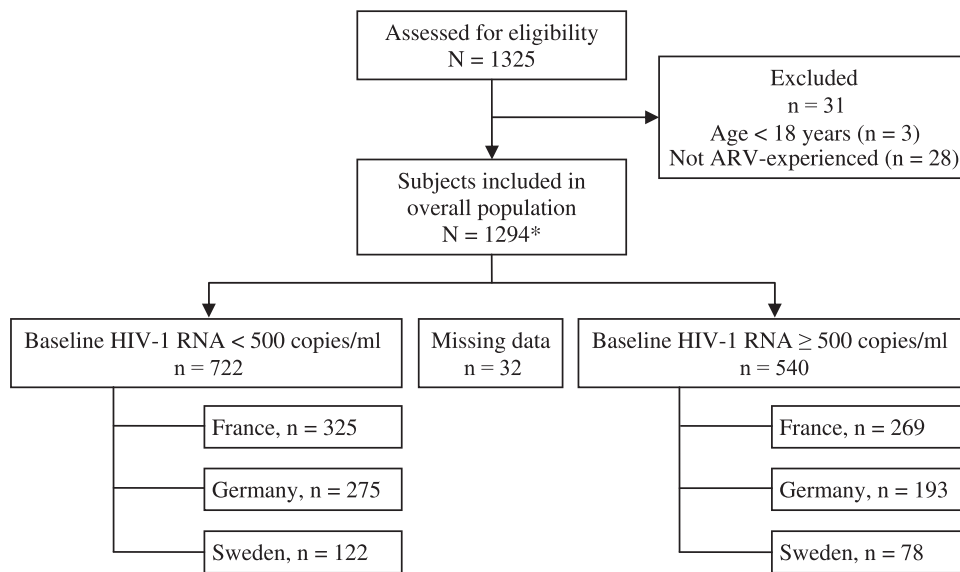 Assessed for eligibility
N = 1325
Excluded
n = 31
Age < 18 years (n = 3)
Not ARV-experienced (n = 28)
Subjects included in
overall population
N = 1294*
Baseline HIV-1 RNA < 500 copies/ml
n = 722
Missing data
n = 32
Baseline HIV-1 RNA ≥ 500 copies/ml
n = 540
France, n = 325
Germany, n = 275
Sweden, n = 122
France, n = 269
Germany, n = 193
Sweden, n = 78